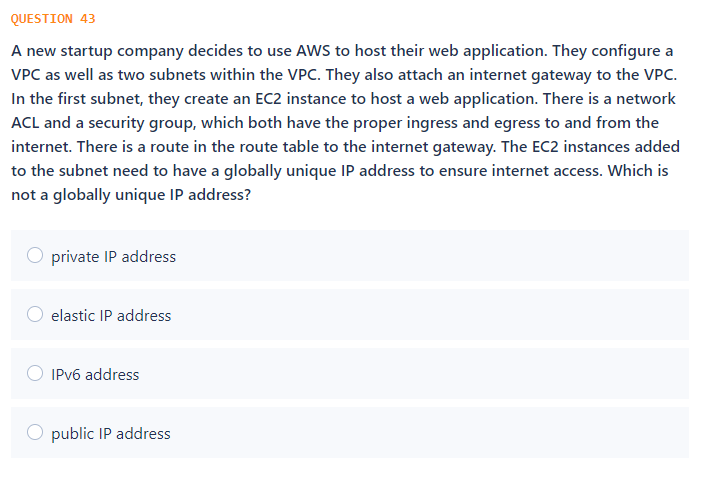 QUESTION 43
A new startup company decides to use AWS to host their web application. They configure a
VPC as well as two subnets within the VPC. They also attach an internet gateway to the VPC.
In the first subnet, they create an EC2 instance to host a web application. There is a network
ACL and a security group, which both have the proper ingress and egress to and from the
internet. There is a route in the route table to the internet gateway. The EC2 instances added
to the subnet need to have a globally unique IP address to ensure internet access. Which is
not a globally unique IP address?
private IP address
elastic IP address
IPv6 address
public IP address